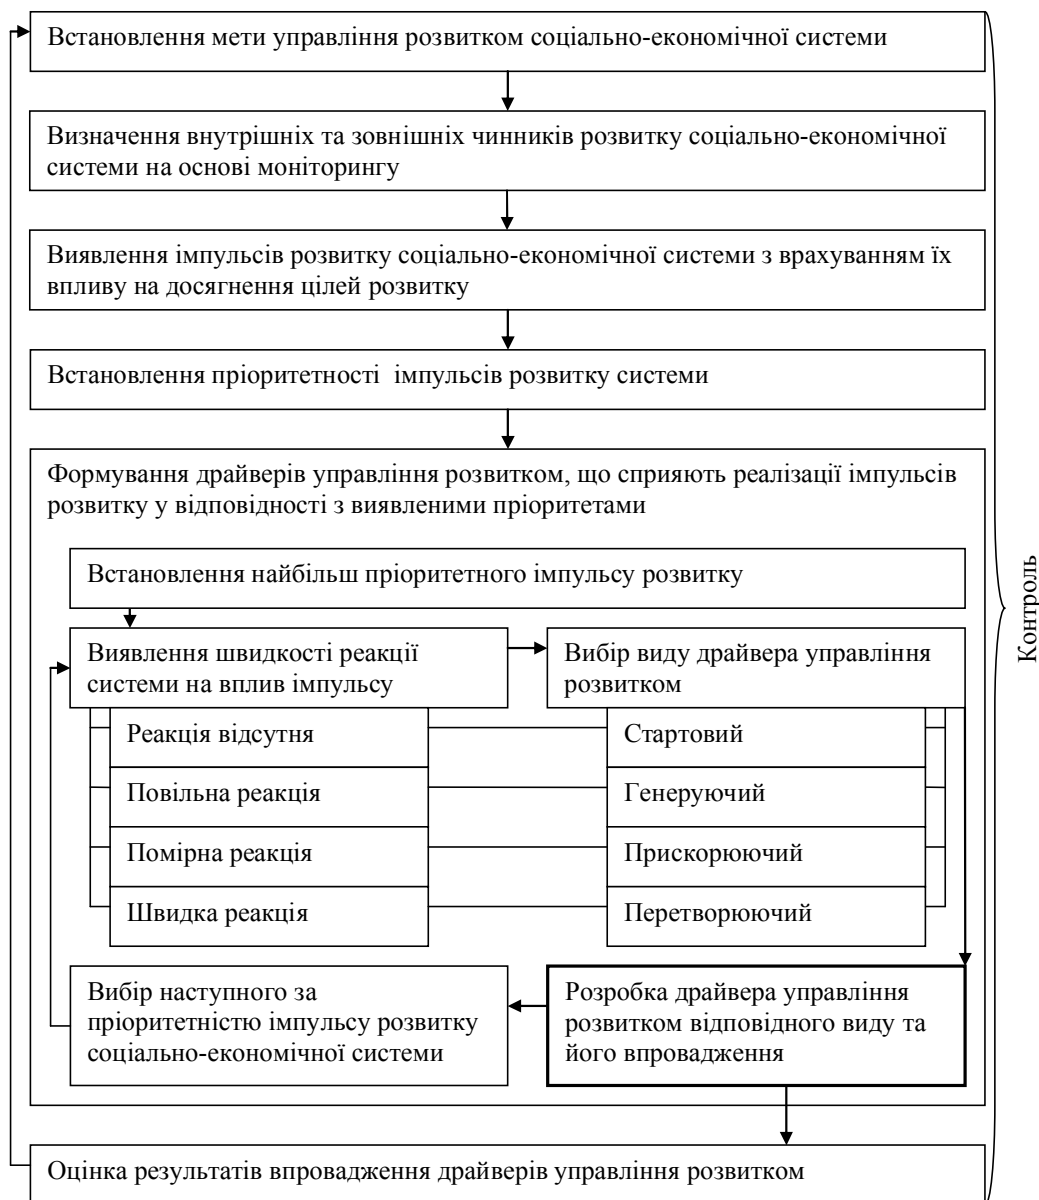 Встановлення мети управління розвитком соціально-економічної системи
Визначення внутрішніх та зовнішніх чинників розвитку соціально-економічної
системи на основі моніторингу
Виявлення імпульсів розвитку соціально-економічної системи з врахуванням їх
впливу на досягнення цілей розвитку
Встановлення пріоритетності імпульсів розвитку системи
Формування драйверів управління розвитком, що сприяють реалізації імпульсів
розвитку у відповідності з виявленими пріоритетами
Встановлення найбільш пріоритетного імпульсу розвитку
Виявлення швидкості реакції
системи на вплив імпульсу
Вибір виду драйвера управління
розвитком
Реакція відсутня
Стартовий
Повільна реакція
Генеруючий
Помірна реакція
Прискорюючий
Швидка реакція
Перетворюючий
Вибір наступного за
пріоритетністю імпульсу розвитку
соціально-економічної системи
Розробка драйвера управління
розвитком відповідного виду та
його впровадження
Оцінка результатів впровадження драйверів управління розвитком
Контроль